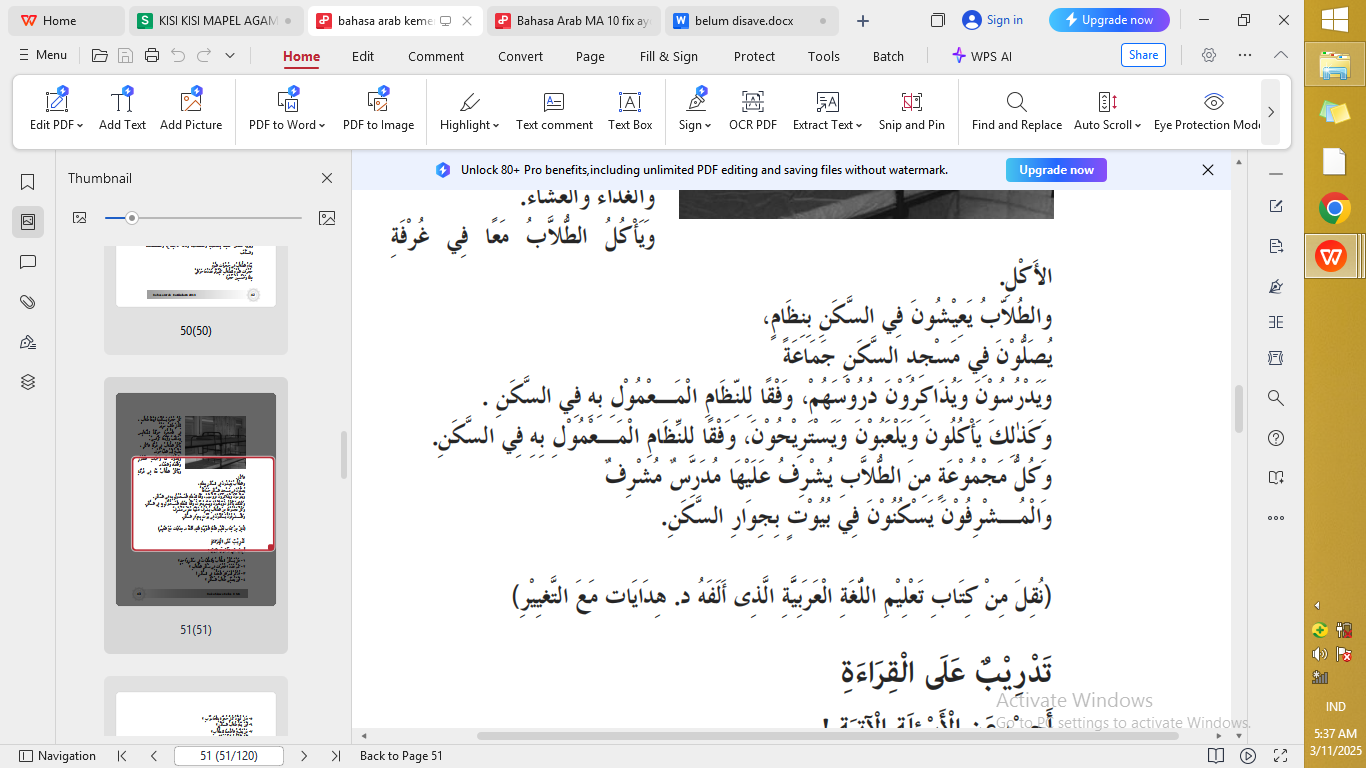 Home
KISI KISI MAPEL AGAM
bahasa arab keme
Bahasa Arab MA 10 fix ay
belum disave.docx
Sign in
Upgrade now
Menu
Home
Edit
Comment
Convert
Page
Fill & Sign
Protect
Tools
Batch
WPS AI
Share
Edit PDF
Add Text
Add Picture
PDF to Word
PDF to Image
Highlight
Text comment
Text Box
Sign
OCR PDF
Extract Text
Snip and Pin
Find and Replace
Auto Scroll
Eye Protection Mode
Thumbnail
Unlock 80+ Pro benefits,including unlimited PDF editing and saving files without watermark.
Upgrade now
50(50)
51(51)
والغداء والعشاء.
وَيَأْكُلُ الطُّلاَّبُ مَعًا فِي غُرْفَةِ
الأَكْلِ.
والطُلاّبُ يَعِيْشُونَ فِي السَّكَنِ بِنِظَامٍ،
يُصَلُّوْنَ فِي مَسْجِدِ السَّكَنِ جَمَاعَةً
وَيَدْرُسُوْنَ وَيُذَاكِرُوْنَ دُرُوْسَهُمْ، وَفْقًا لِلنِّظَامِ الْمَعْمُوْلِ بِهِ فِي السَّكَنِ .
وَكَذٰلِكَ يَأْكُلُونَ وَيَلْعَبُوْنَ وَيَسْتَرِيْحُوْنَ، وَفْقًا للنِّظَامِ الْمَعْمُوْلِ بِهِ فِي السَّكَنِ.
وَكُلُّ مَجْمُوْعَةٍ مِنَ الطُّلاَّبِ يُشْرِفُ عَلَيْهَا مُدَرِّسٌ مُشْرِفٌ
وَالْمُشْرِفُوْنَ يَسْكُنُوْنَ فِي بُيُوْتٍ بِجِوَارِ السَّكَنِ.
(نُقِلَ مِنْ كِتَابِ تَعْلِيْمِ اللُّغَةِ الْعَرَبِيَّةِ الَّذِى أَلَفَهُ د. هِدَايَات مَعَ التَّغْيِيْرِ)
تَدْرِيْبٌ عَلَى الْقِرَاءَةِ
Activate Windows
Go to PC settings to activate Windows.
Navigation
51 (51/120)
Back to Page 51
IND
5:37 AM
3/11/2025